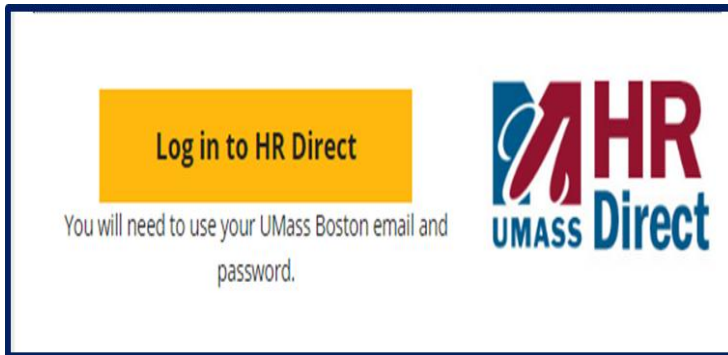 Log in to HR Direct
You will need to use your UMass Boston email and
password.
HR
UMASS Direct